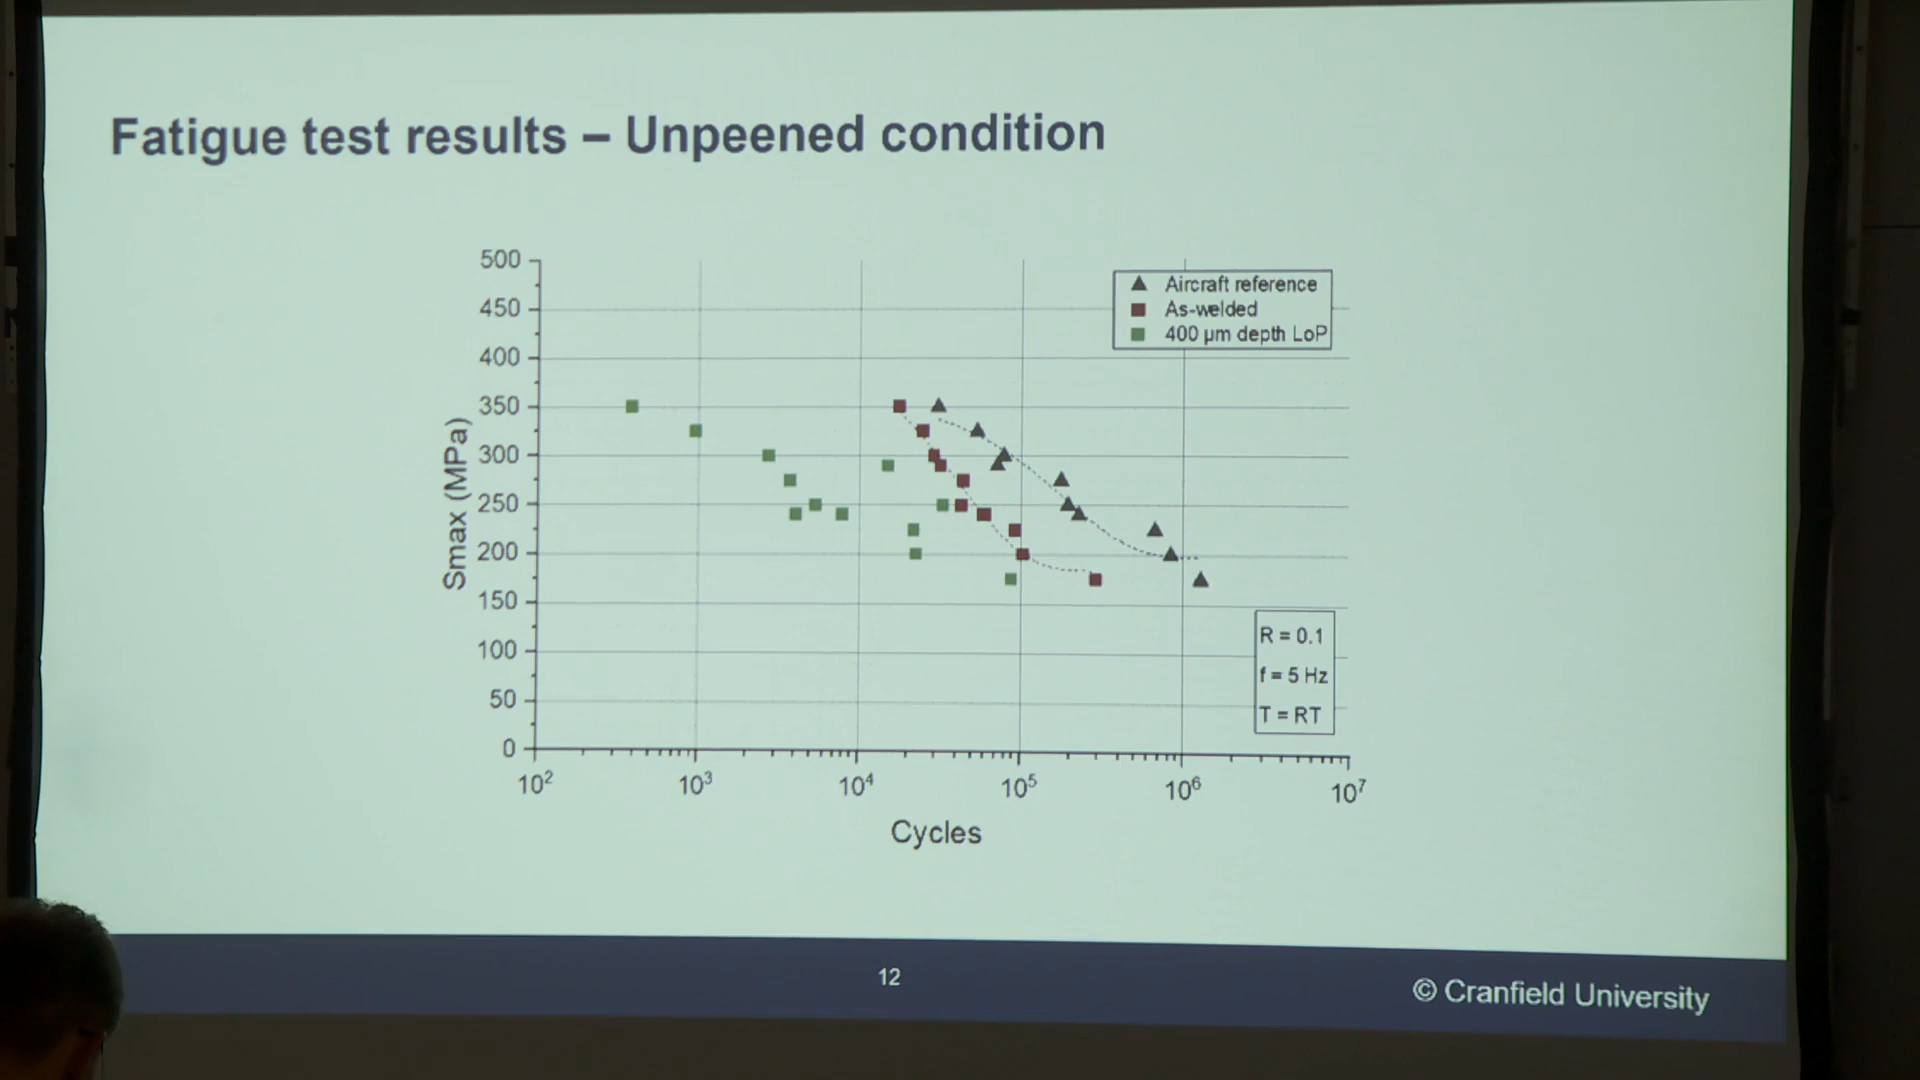 Fatigue test results – Unpeened condition
500
450
400
350
300
250
200
150
100
50
0
Smax (MPa)
Aircraft reference
As-welded
400 µm depth LoP
R = 0.1
f = 5 Hz
T = RT
10² 10³ 10⁴ 10⁵ 10⁶ 10⁷
Cycles
12
© Cranfield University